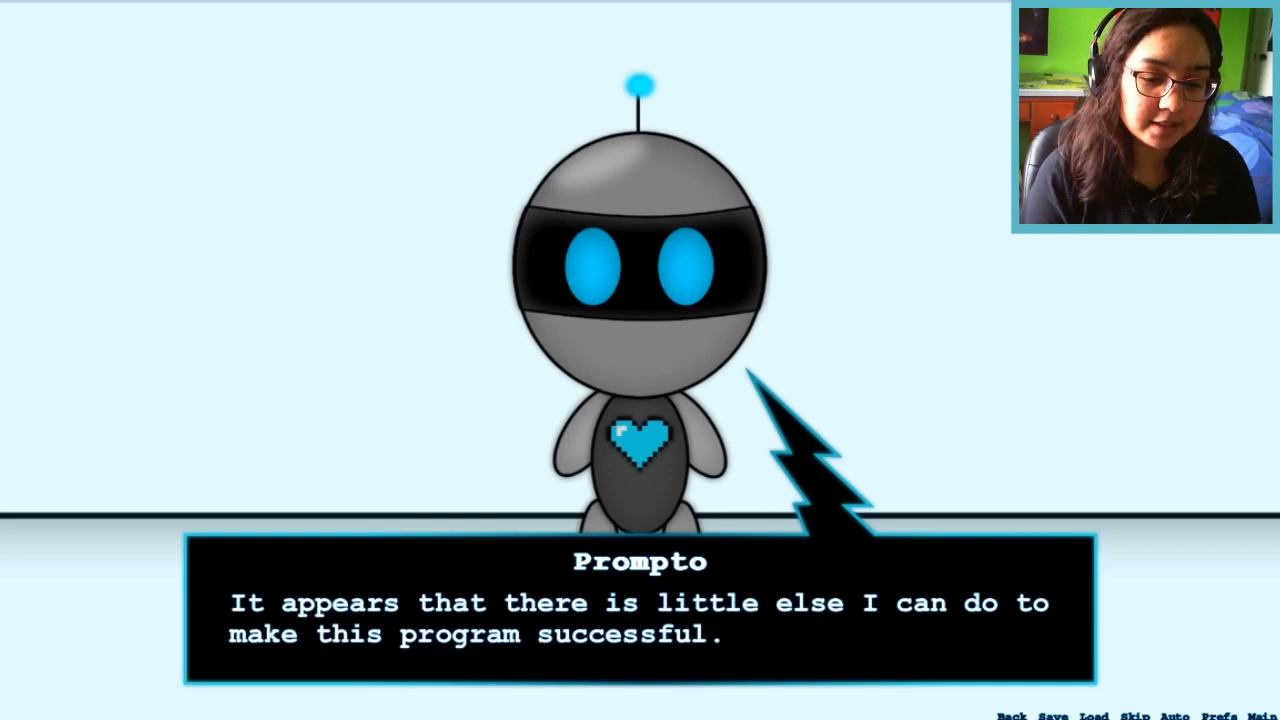 Prompto
It appears that there is little else I can do to
make this program successful.
Back Save Load Skip Auto Prefs Main